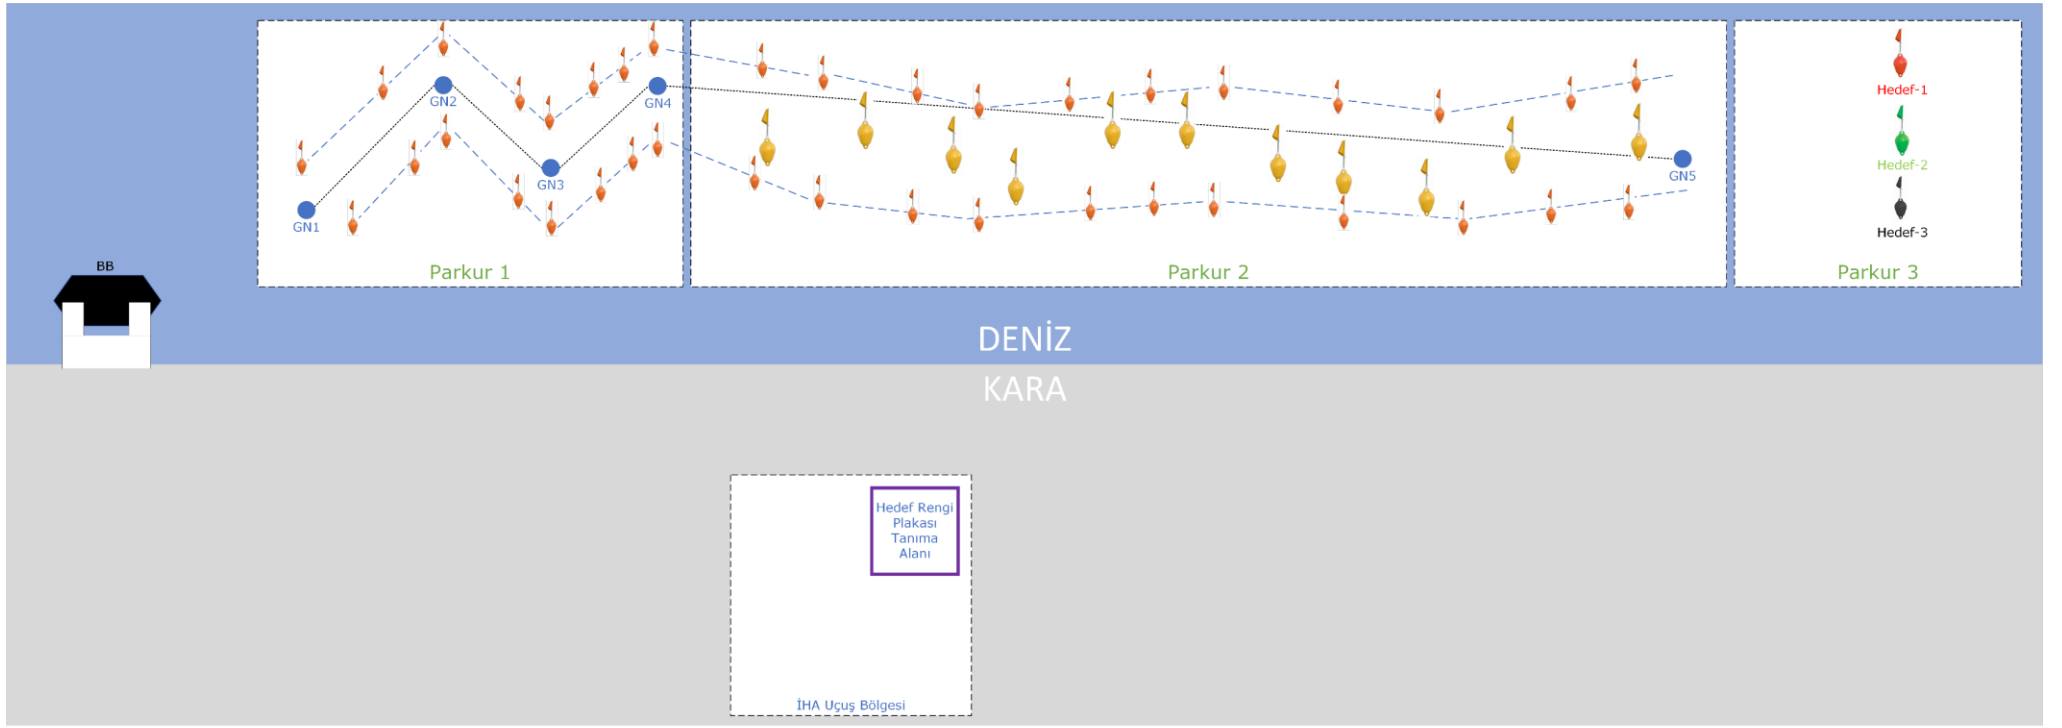 GN1
GN2
GN3
GN4
Parkur 1
GN5
Parkur 2
Hedef-1
Hedef-2
Hedef-3
Parkur 3
BB
DENİZ
KARA
Hedef Rengi
Plakası
Tanıma
Alanı
İHA Uçuş Bölgesi